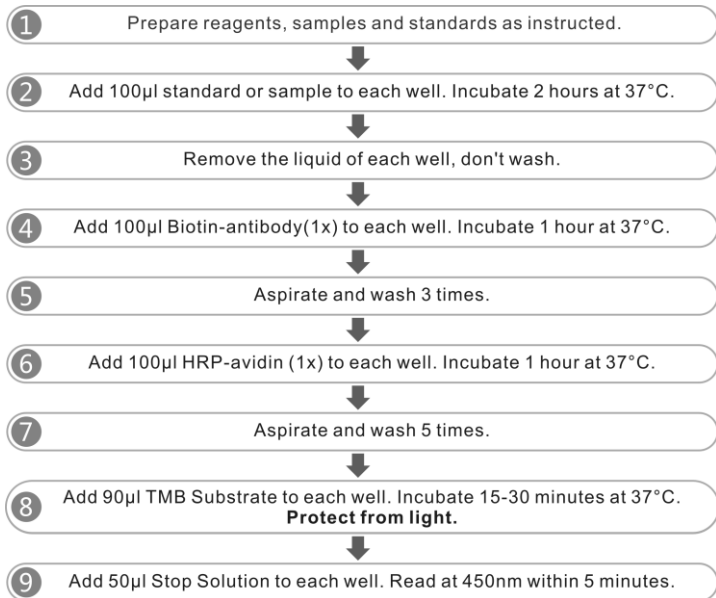 1 Prepare reagents, samples and standards as instructed.
2 Add 100µl standard or sample to each well. Incubate 2 hours at 37°C.
3 Remove the liquid of each well, don't wash.
4 Add 100µl Biotin-antibody(1x) to each well. Incubate 1 hour at 37°C.
5 Aspirate and wash 3 times.
6 Add 100µl HRP-avidin (1x) to each well. Incubate 1 hour at 37°C.
7 Aspirate and wash 5 times.
8 Add 90µl TMB Substrate to each well. Incubate 15-30 minutes at 37°C.
Protect from light.
9 Add 50µl Stop Solution to each well. Read at 450nm within 5 minutes.